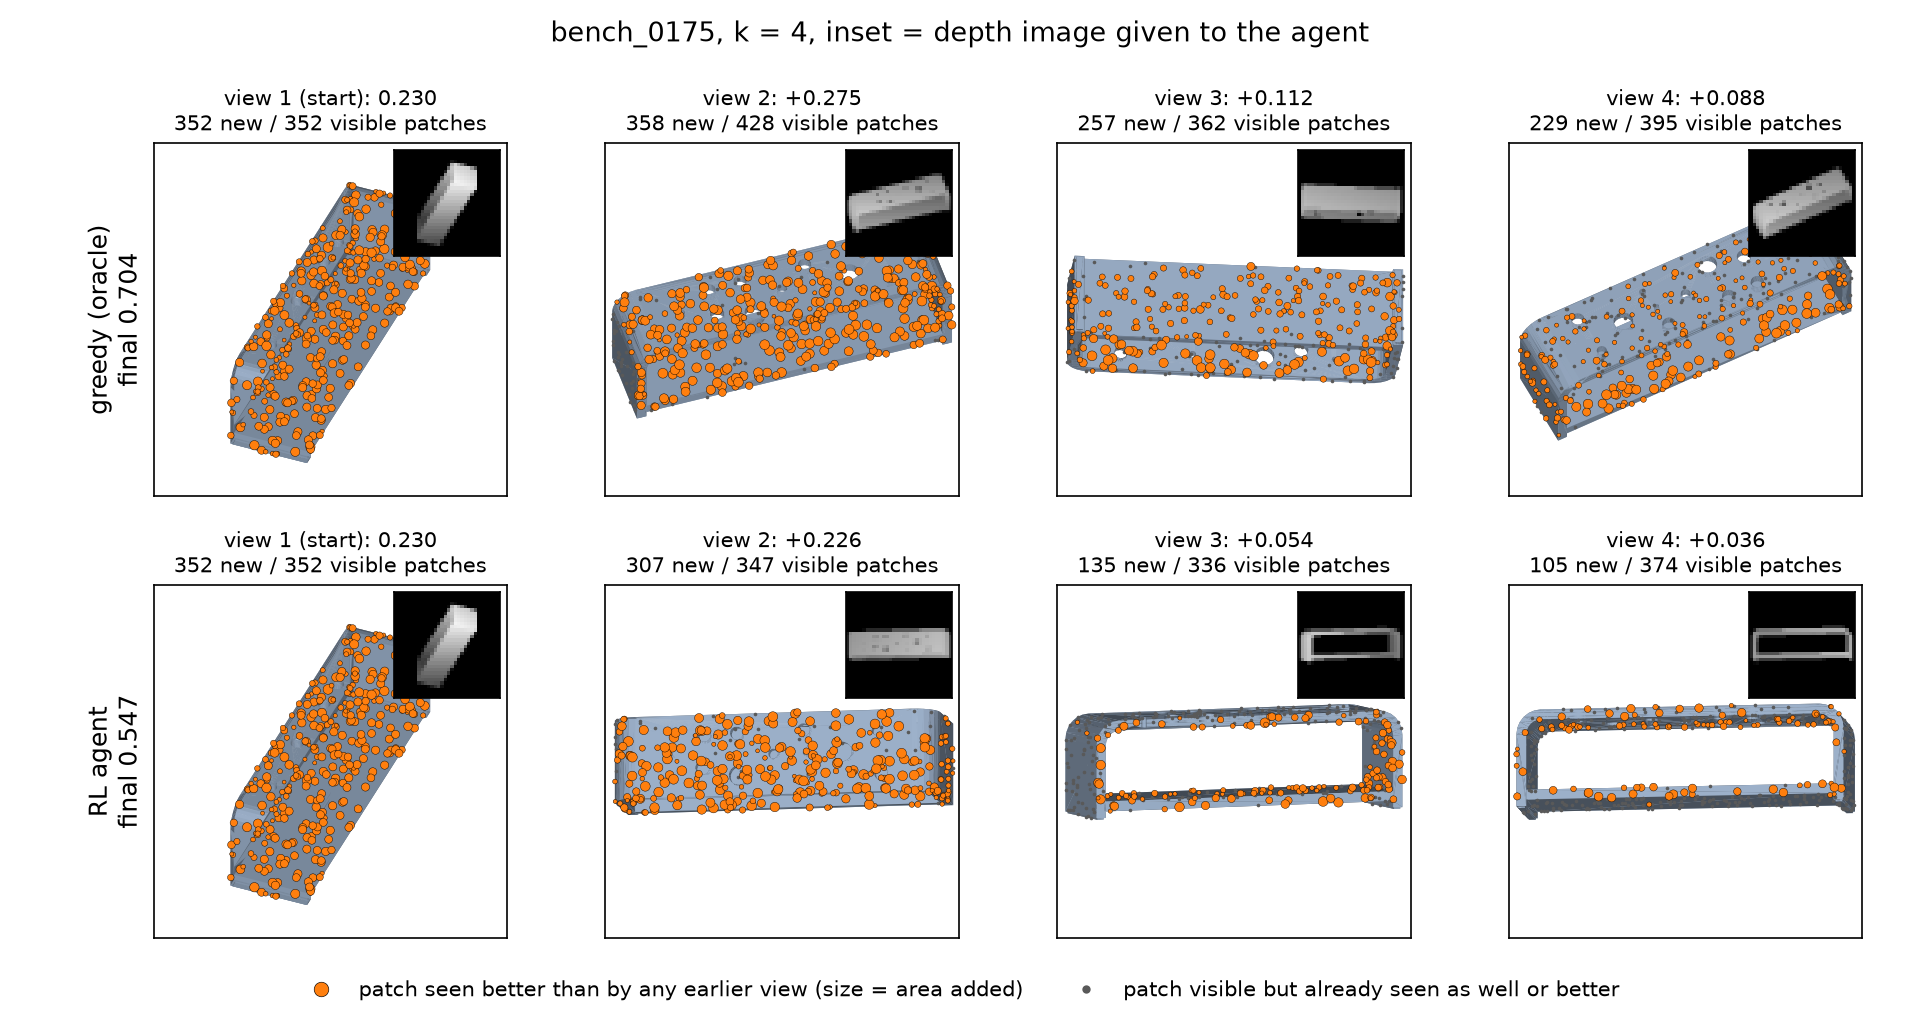 bench_0175, k = 4, inset = depth image given to the agent
view 1 (start): 0.230
352 new / 352 visible patches
view 2: +0.275
358 new / 428 visible patches
view 3: +0.112
257 new / 362 visible patches
view 4: +0.088
229 new / 395 visible patches
greedy (oracle)
final 0.704
view 1 (start): 0.230
352 new / 352 visible patches
view 2: +0.226
307 new / 347 visible patches
view 3: +0.054
135 new / 336 visible patches
view 4: +0.036
105 new / 374 visible patches
RL agent
final 0.547
patch seen better than by any earlier view (size = area added)
patch visible but already seen as well or better